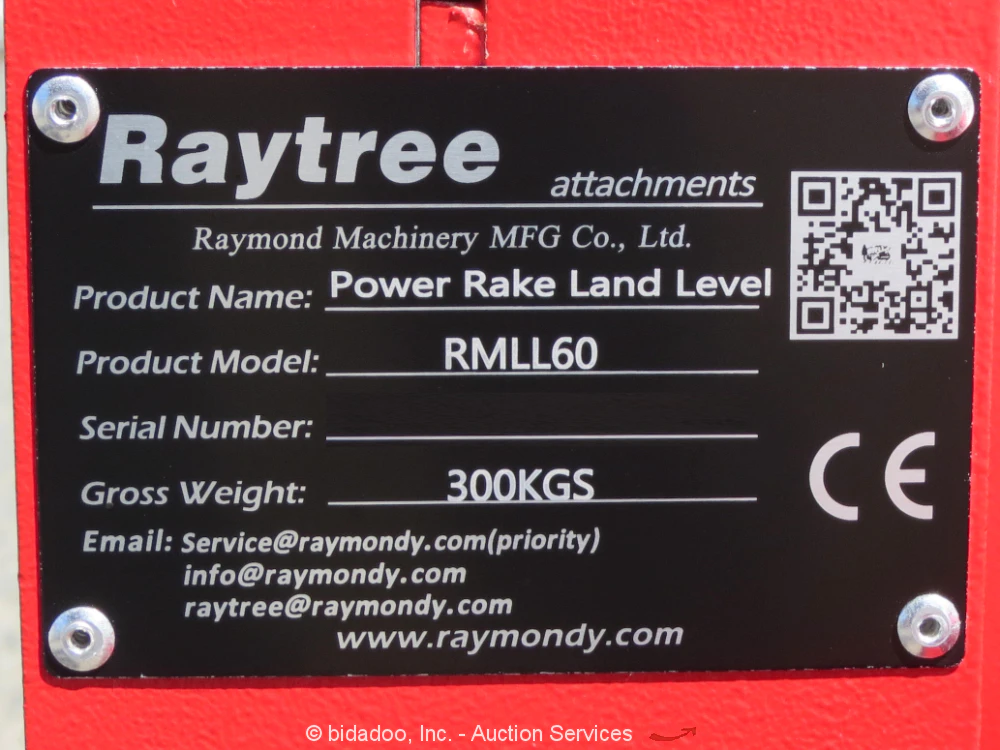 Raytree
attachments
Raymond Machinery MFG Co., Ltd.
Product Name: Power Rake Land Level
Product Model: RMLL60
Serial Number:
Gross Weight: 300KGS
Email: Service@raymondy.com(priority)
info@raymondy.com
raytree@raymondy.com
www.raymondy.com
CE
© bidadoo, Inc. - Auction Services